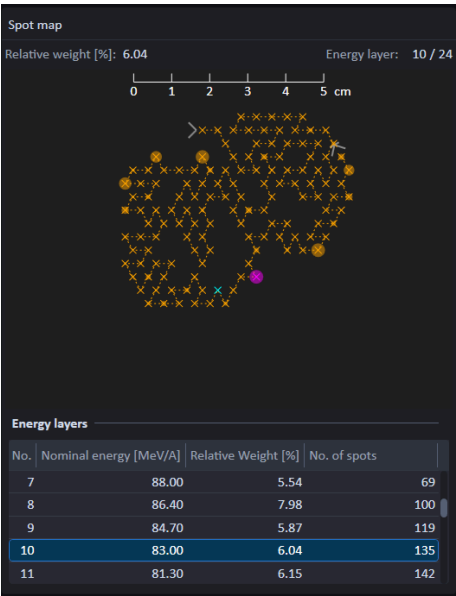 Spot map
Relative weight [%]: 6.04 Energy layer: 10 / 24
0 1 2 3 4 5 cm
Energy layers
No. Nominal energy [MeV/A] Relative Weight [%] No. of spots
7 88.00 5.54 69
8 86.40 7.98 100
9 84.70 5.87 119
10 83.00 6.04 135
11 81.30 6.15 142